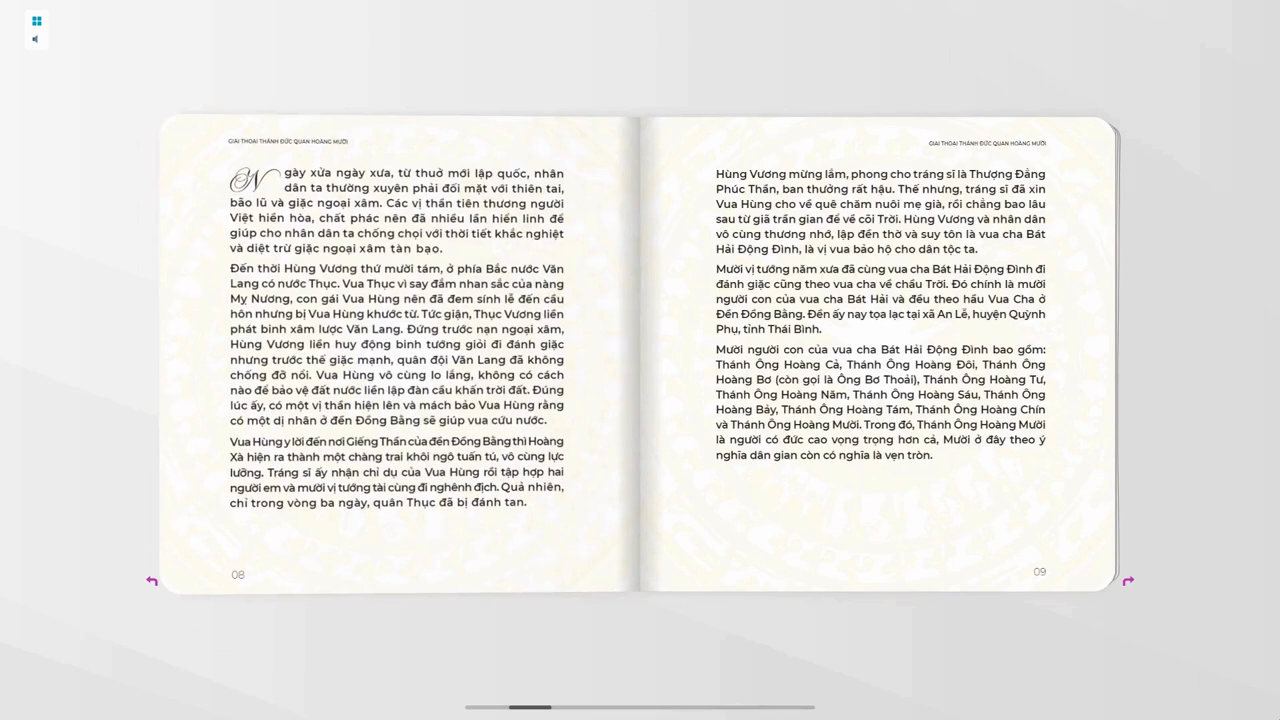 GIAI THOẠI THÁNH ĐỨC QUAN HOÀNG MƯỜI
Ngày xửa ngày xưa, từ thuở mới lập quốc, nhân
dân ta thường xuyên phải đối mặt với thiên tai,
bão lũ và giặc ngoại xâm. Các vị thần tiên thương người
Việt hiền hòa, chất phác nên đã nhiều lần hiển linh để
giúp cho nhân dân ta chống chọi với thời tiết khắc nghiệt
và diệt trừ giặc ngoại xâm tàn bạo.
Đến thời Hùng Vương thứ mười tám, ở phía Bắc nước Văn
Lang có nước Thục. Vua Thục vì say đắm nhan sắc của nàng
Mỵ Nương, con gái Vua Hùng nên đã đem sính lễ đến cầu
hôn nhưng bị Vua Hùng khước từ. Tức giận, Thục Vương liền
phát binh xâm lược Văn Lang. Đứng trước nạn ngoại xâm,
Hùng Vương liền huy động binh tướng giỏi đi đánh giặc
nhưng trước thế giặc mạnh, quân đội Văn Lang đã không
chống đỡ nổi. Vua Hùng vô cùng lo lắng, không có cách
nào để bảo vệ đất nước liền lập đàn cầu khấn trời đất. Đúng
lúc ấy, có một vị thần hiện lên và mách bảo Vua Hùng rằng
có một dị nhân ở đền Đồng Bằng sẽ giúp vua cứu nước.
Vua Hùng y lời đến nơi Giếng Thần của đền Đồng Bằng thì Hoàng
Xà hiện ra thành một chàng trai khôi ngô tuấn tú, vô cùng lực
lưỡng. Tráng sĩ ấy nhận chỉ dụ của Vua Hùng rồi tập hợp hai
người em và mười vị tướng tài cùng đi nghênh địch. Quả nhiên,
chỉ trong vòng ba ngày, quân Thục đã bị đánh tan.
08
GIAI THOẠI THÁNH ĐỨC QUAN HOÀNG MƯỜI
Hùng Vương mừng lắm, phong cho tráng sĩ là Thượng Đẳng
Phúc Thần, ban thưởng rất hậu. Thế nhưng, tráng sĩ đã xin
Vua Hùng cho về quê chăm nuôi mẹ già, rồi chẳng bao lâu
sau từ giã trần gian để về cõi Trời. Hùng Vương và nhân dân
vô cùng thương nhớ, lập đền thờ và suy tôn là vua cha Bát
Hải Động Đình, là vị vua bảo hộ cho dân tộc ta.
Mười vị tướng năm xưa đã cùng vua cha Bát Hải Động Đình đi
đánh giặc cũng theo vua cha về chầu Trời. Đó chính là mười
người con của vua cha Bát Hải và đều theo hầu Vua Cha ở
Đền Đồng Bằng. Đền ấy nay tọa lạc tại xã An Lễ, huyện Quỳnh
Phụ, tỉnh Thái Bình.
Mười người con của vua cha Bát Hải Động Đình bao gồm:
Thánh Ông Hoàng Cả, Thánh Ông Hoàng Đôi, Thánh Ông
Hoàng Bơ (còn gọi là Ông Bơ Thoải), Thánh Ông Hoàng Tư,
Thánh Ông Hoàng Năm, Thánh Ông Hoàng Sáu, Thánh Ông
Hoàng Bảy, Thánh Ông Hoàng Tám, Thánh Ông Hoàng Chín
và Thánh Ông Hoàng Mười. Trong đó, Thánh Ông Hoàng Mười
là người có đức cao vọng trọng hơn cả, Mười ở đây theo ý
nghĩa dân gian còn có nghĩa là vẹn tròn.
09